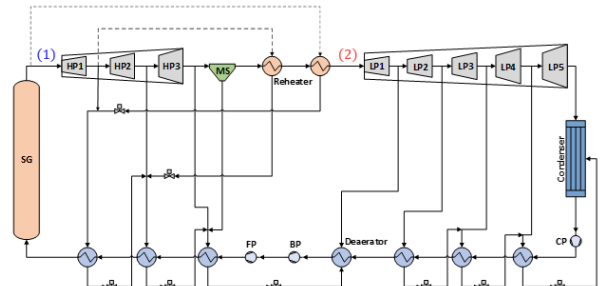 (1)
HP1
HP2
HP3
MS
Reheater
(2)
LP1
LP2
LP3
LP4
LP5
SG
Condenser
CP
FP
BP
Deaerator